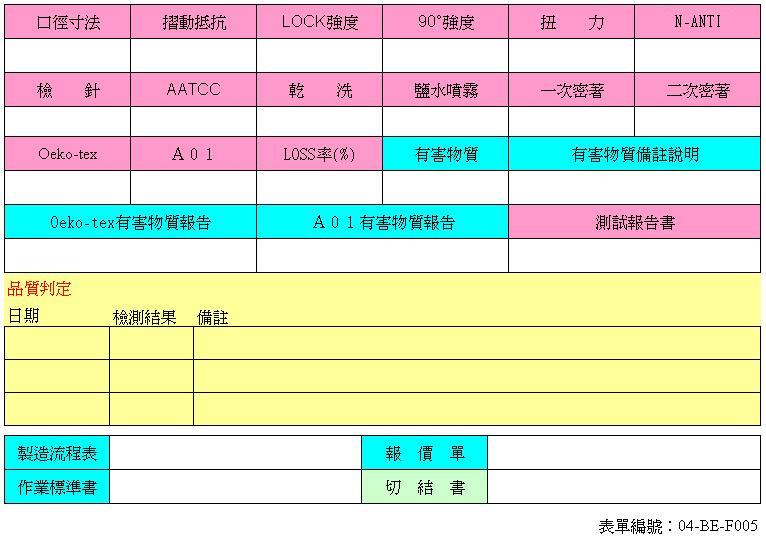 口徑寸法 摺動抵抗 LOCK強度 90°強度 扭 力 N-ANTI
檢 針 AATCC 乾 洗 鹽水噴霧 一次密著 二次密著
Oeko-tex Ａ０１ LOSS率(%) 有害物質 有害物質備註說明
Oeko-tex有害物質報告 Ａ０１有害物質報告 測試報告書
品質判定
日期 檢測結果 備註
製造流程表 報 價 單
作業標準書 切 結 書
表單編號：04-BE-F005